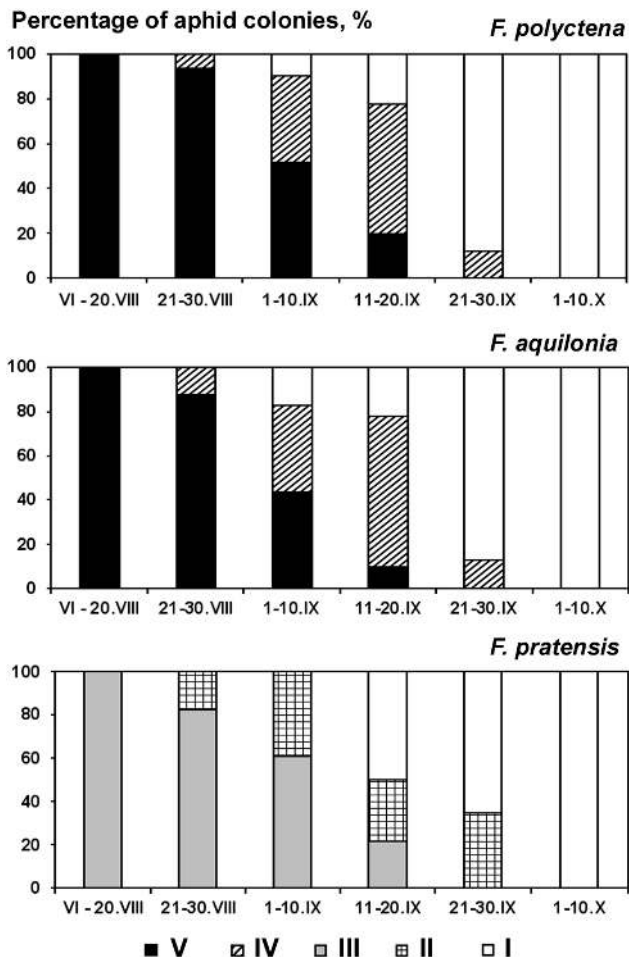 Percentage of aphid colonies, %
F. polyctena
100
80
60
40
20
0
VI - 20.VIII 21-30.VIII 1-10.IX 11-20.IX 21-30.IX 1-10.X
F. aquilonia
100
80
60
40
20
0
VI - 20.VIII 21-30.VIII 1-10.IX 11-20.IX 21-30.IX 1-10.X
F. pratensis
100
80
60
40
20
0
VI - 20.VIII 21-30.VIII 1-10.IX 11-20.IX 21-30.IX 1-10.X
V IV III II I